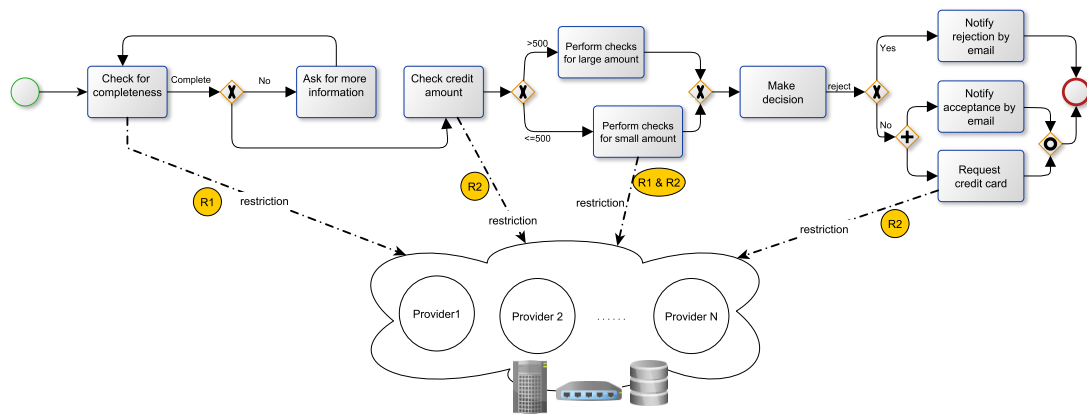 Check for
completeness
Complete
No
Ask for more
information
Check credit
amount
>500
<=500
Perform checks
for large amount
Perform checks
for small amount
Make
decision
reject
Yes
No
Notify
rejection by
email
Notify
acceptance by
email
Request
credit card
R1
restriction
R2
restriction
R1 & R2
restriction
R2
restriction
Provider1
Provider 2
......
Provider N